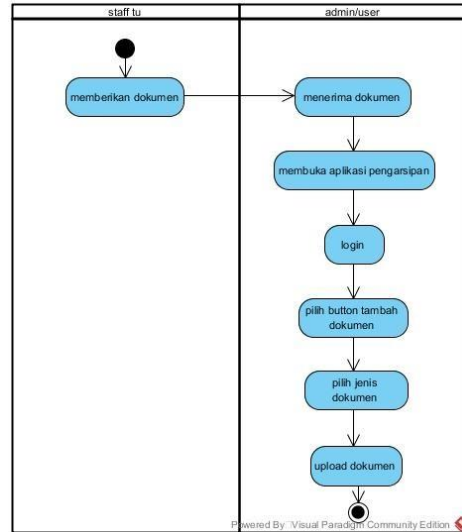 staff tu
admin/user
memberikan dokumen
menerima dokumen
membuka aplikasi pengarsipan
login
pilih button tambah
dokumen
pilih jenis
dokumen
upload dokumen
Powered By Visual Paradigm Community Edition